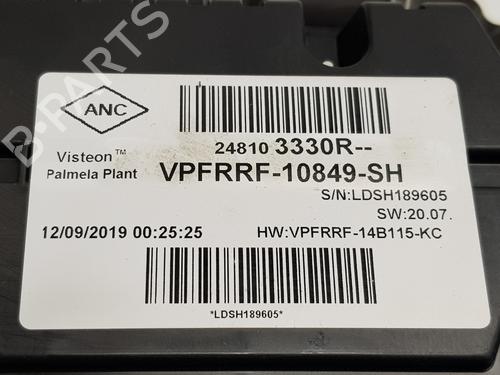 B-PARTS
ANC
24810 3330R--
Visteon™
Palmela Plant
VPFRRF-10849-SH
S/N:LDSH189605
SW:20.07.
12/09/2019 00:25:25
HW:VPFRRF-14B115-KC
*LDSH189605*